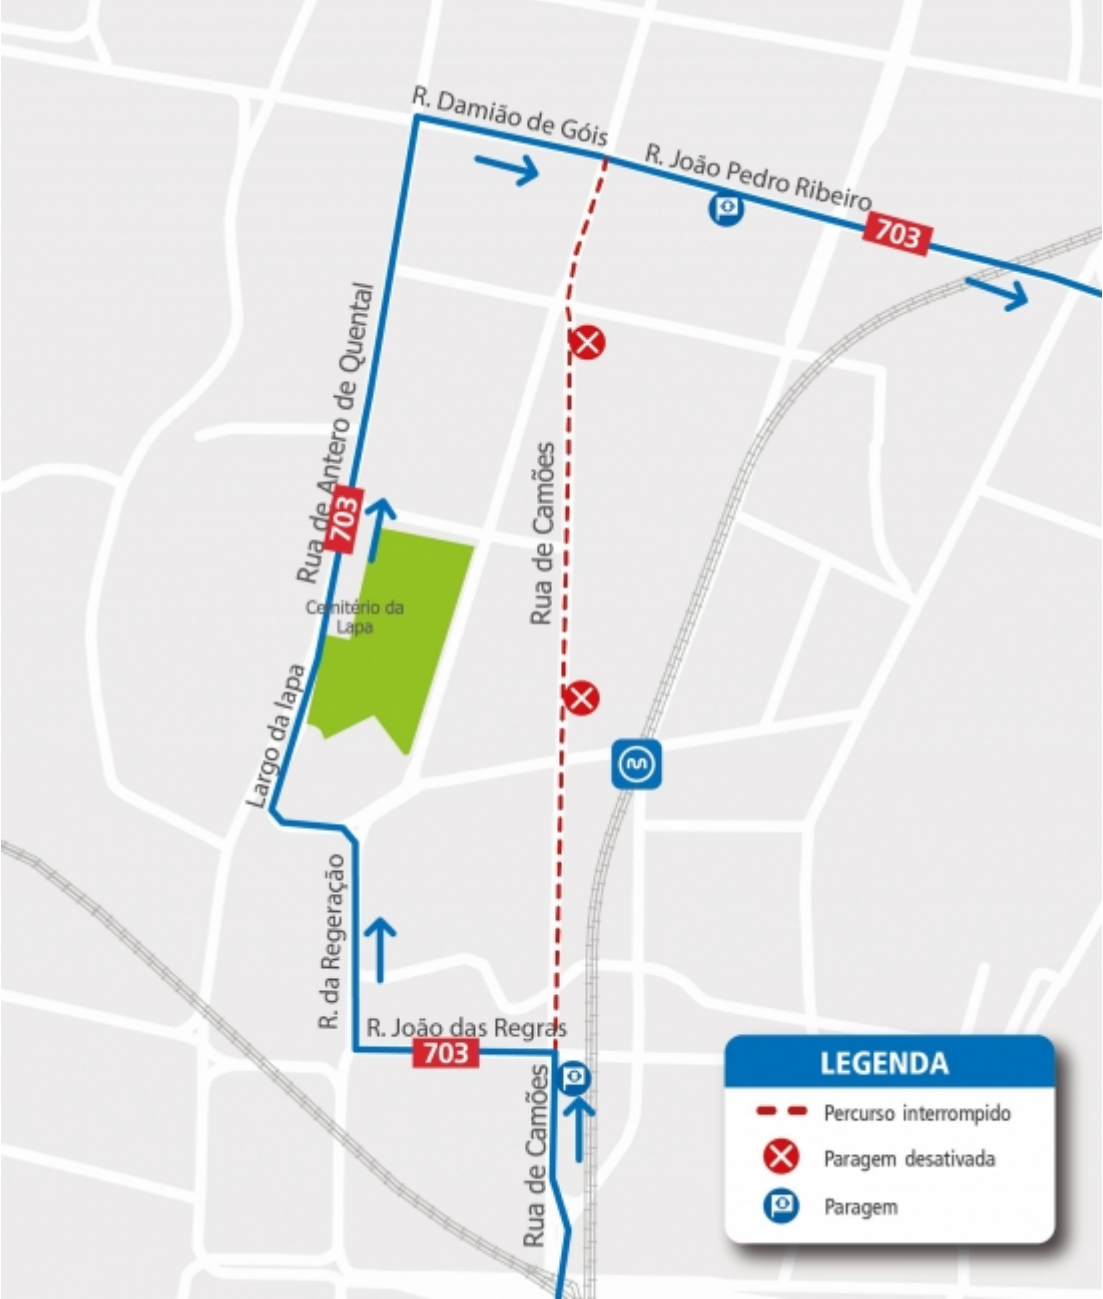 R. Damião de Góis
R. João Pedro Ribeiro
703
Rua de Antero de Quental
703
Rua de Camões
Cemitério da
Lapa
Largo da lapa
R. da Regeração
R. João das Regras
703
Rua de Camões
LEGENDA
Percurso interrompido
Paragem desativada
Paragem